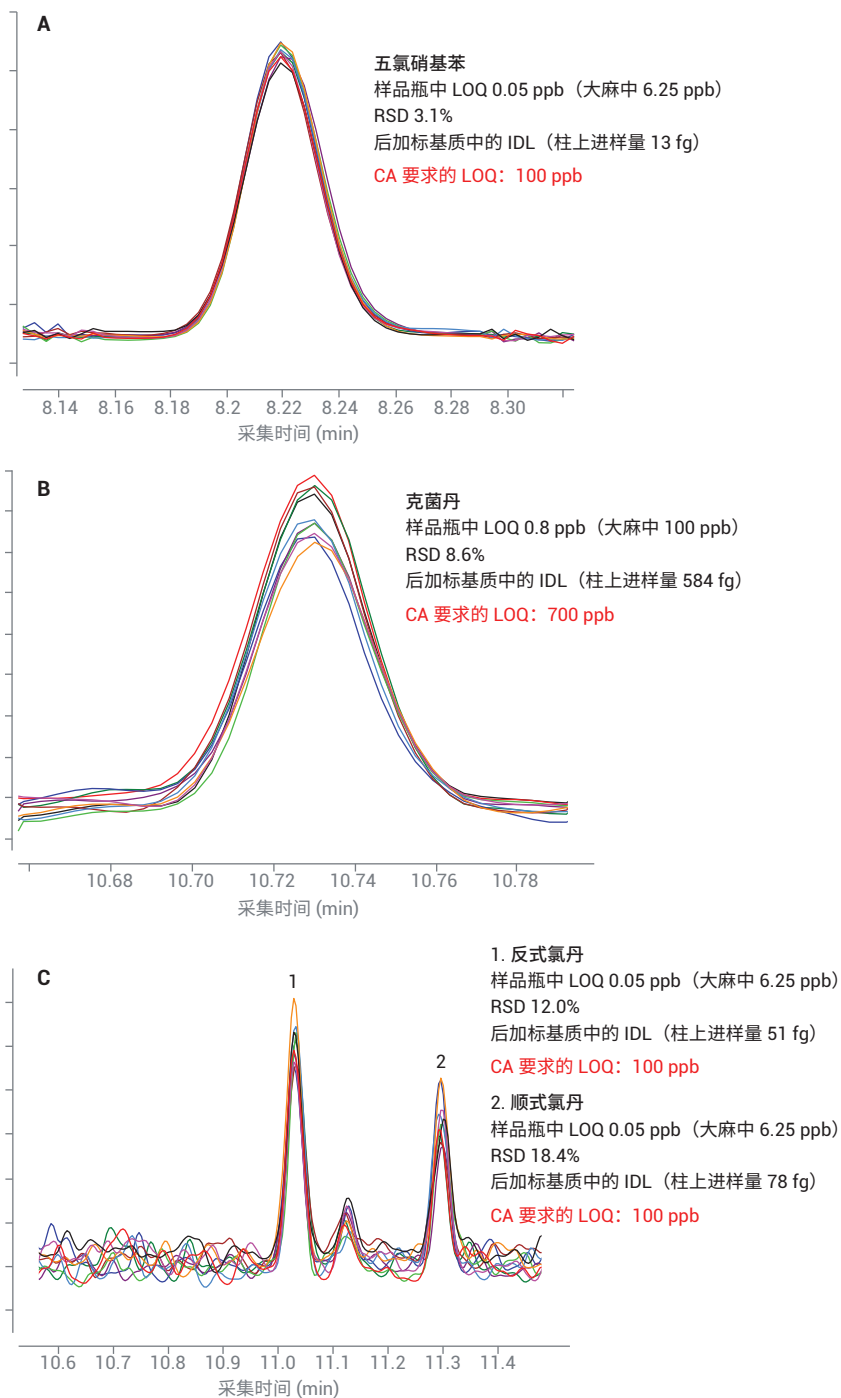 A
五氯硝基苯
样品瓶中 LOQ 0.05 ppb（大麻中 6.25 ppb）
RSD 3.1%
后加标基质中的 IDL（柱上进样量 13 fg）
CA 要求的 LOQ：100 ppb
8.14 8.16 8.18 8.2 8.22 8.24 8.26 8.28 8.30
采集时间 (min)
B
克菌丹
样品瓶中 LOQ 0.8 ppb（大麻中 100 ppb）
RSD 8.6%
后加标基质中的 IDL（柱上进样量 584 fg）
CA 要求的 LOQ：700 ppb
10.68 10.70 10.72 10.74 10.76 10.78
采集时间 (min)
C
1
2
1. 反式氯丹
样品瓶中 LOQ 0.05 ppb（大麻中 6.25 ppb）
RSD 12.0%
后加标基质中的 IDL（柱上进样量 51 fg）
CA 要求的 LOQ：100 ppb
2. 顺式氯丹
样品瓶中 LOQ 0.05 ppb（大麻中 6.25 ppb）
RSD 18.4%
后加标基质中的 IDL（柱上进样量 78 fg）
CA 要求的 LOQ：100 ppb
10.6 10.7 10.8 10.9 11.0 11.1 11.2 11.3 11.4
采集时间 (min)